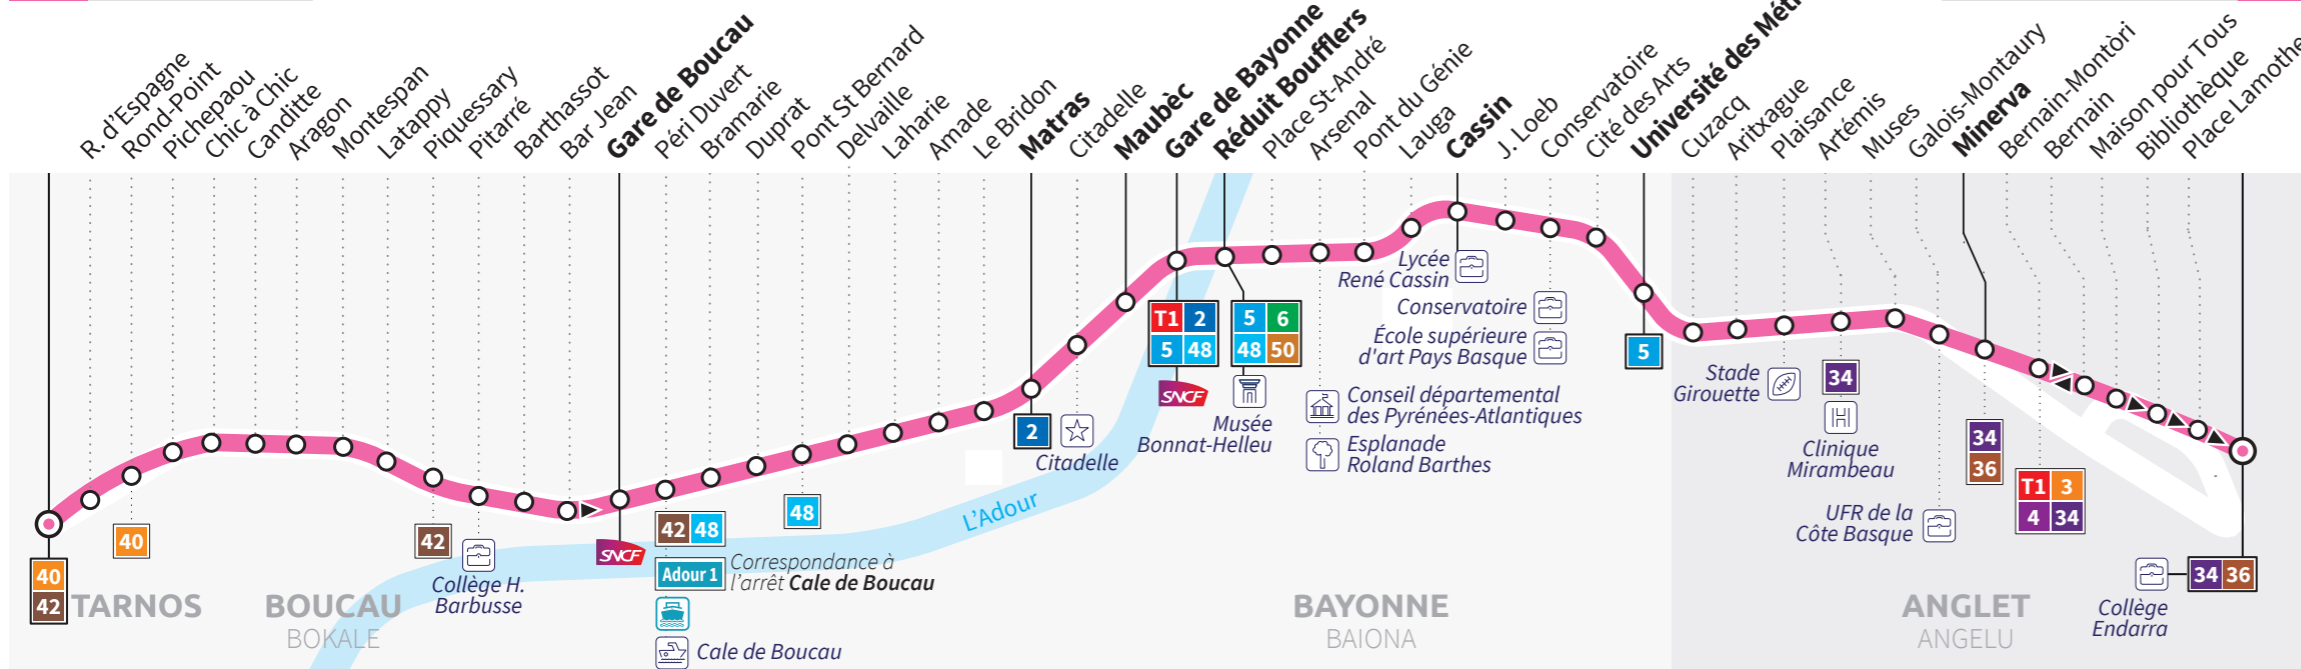 R. d'Espagne
Rond-Point
Pichepaou
Chic à Chic
Canditte
Aragon
Montespan
Latappy
Piquessary
Pitarré
Barthassot
Bar Jean
Gare de Boucau
Péri Duvert
Bramarie
Duprat
Pont St Bernard
Delvaille
Laharie
Amade
Le Bridon
Matras
Citadelle
Maubèc
Gare de Bayonne
Réduit Boufflers
Place St-André
Arsenal
Pont du Génie
Lauga
Cassin
J. Loeb
Conservatoire
Cité des Arts
Université des
Cuzacq
Aritxague
Plaisance
Artémis
Muses
Galois-Montaury
Minerva
Bernain-Montòri
Bernain
Maison pour Tous
Bibliothèque
Place Lamothe
40
42
TARNOS
40
BOUCAU
BOKALE
42
Collège H.
Barbusse
SNCF
42 48
Adour 1
Correspondance à
l'arrêt Cale de Boucau
Cale de Boucau
48
L'Adour
2
Citadelle
T1 2
5 48
SNCF
5 6
48 50
Musée
Bonnat-Helleu
Conseil départemental
des Pyrénées-Atlantiques
Esplanade
Roland Barthes
Lycée
René Cassin
Conservatoire
École supérieure
d'art Pays Basque
BAYONNE
BAIONA
5
Stade
Girouette
34
H
Clinique
Mirambeau
UFR de la
Côte Basque
34
36
T1 3
4 34
ANGLET
ANGELU
Collège
Endarra
34 36